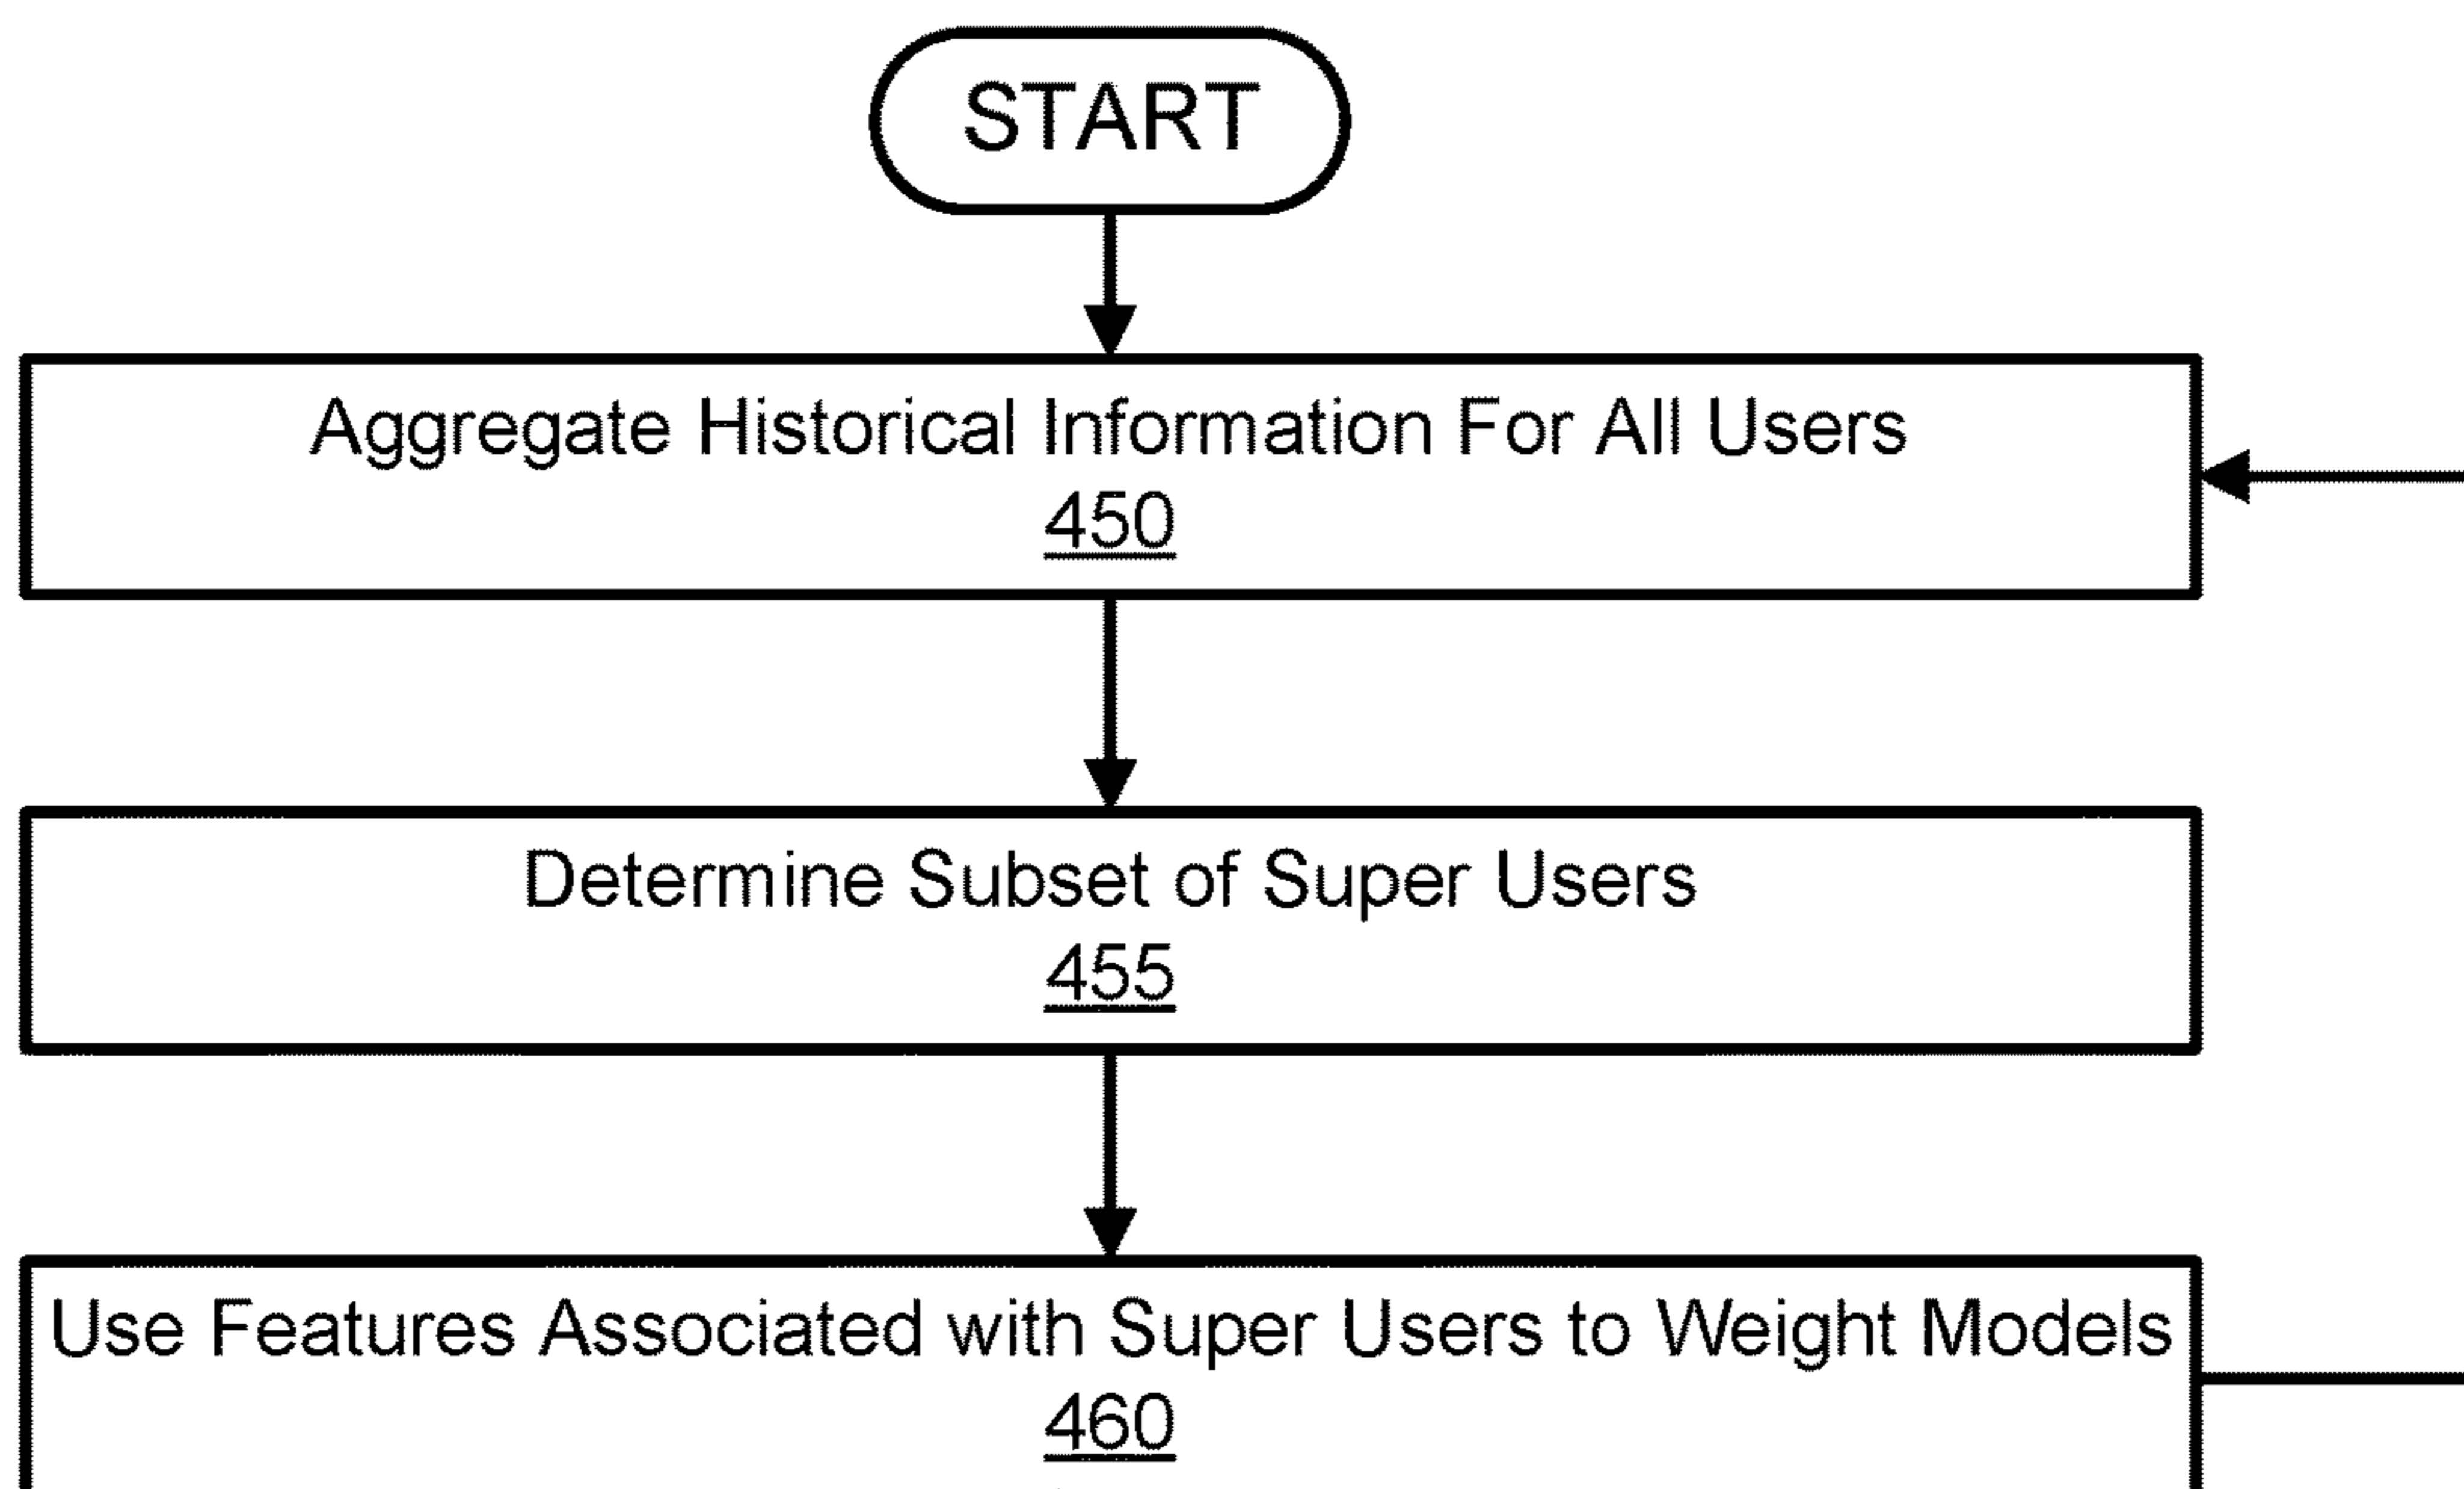 START
Aggregate Historical Information For All Users
450
Determine Subset of Super Users
455
Use Features Associated with Super Users to Weight Models
460